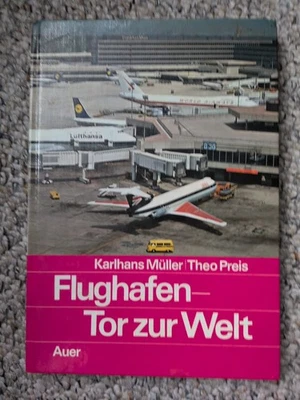 Lufthansa
Karlhans Müller|Theo Preis
Flughafen–
Tor zur Welt
Auer